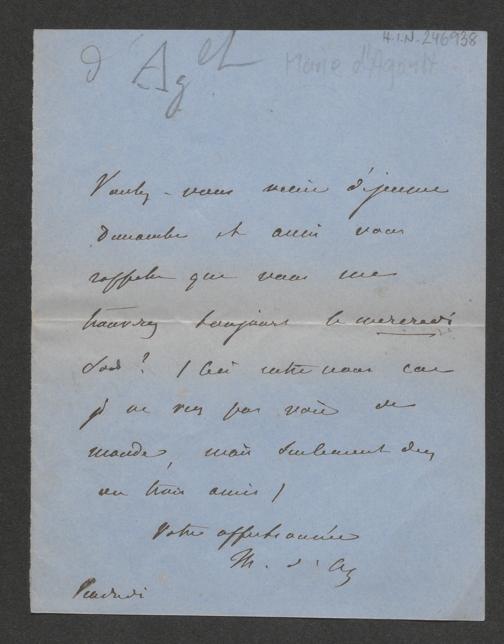 d'Agt
H.I.N. 246938
Marie d'Agoult
Voulez-vous venir déjeuner
Dimanche et aussi vous
rappeler que vous me
trouverez toujours le mercredi
soir? (Ceci entre nous car
je ne veux pas voir de
monde, mais seulement deux
ou trois amis)
Votre affectionnée
M. d'Ag
Vendredi